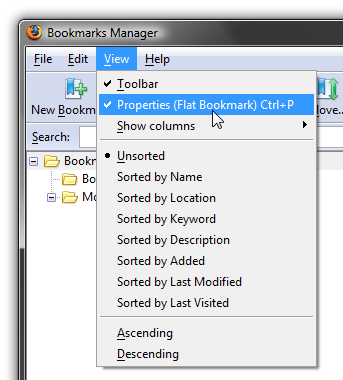 Bookmarks Manager
File Edit View Help
New Bookm
ove...
Search:
Bookm
Bo
Mo
Toolbar
Properties (Flat Bookmark) Ctrl+P
Show columns
Unsorted
Sorted by Name
Sorted by Location
Sorted by Keyword
Sorted by Description
Sorted by Added
Sorted by Last Modified
Sorted by Last Visited
Ascending
Descending